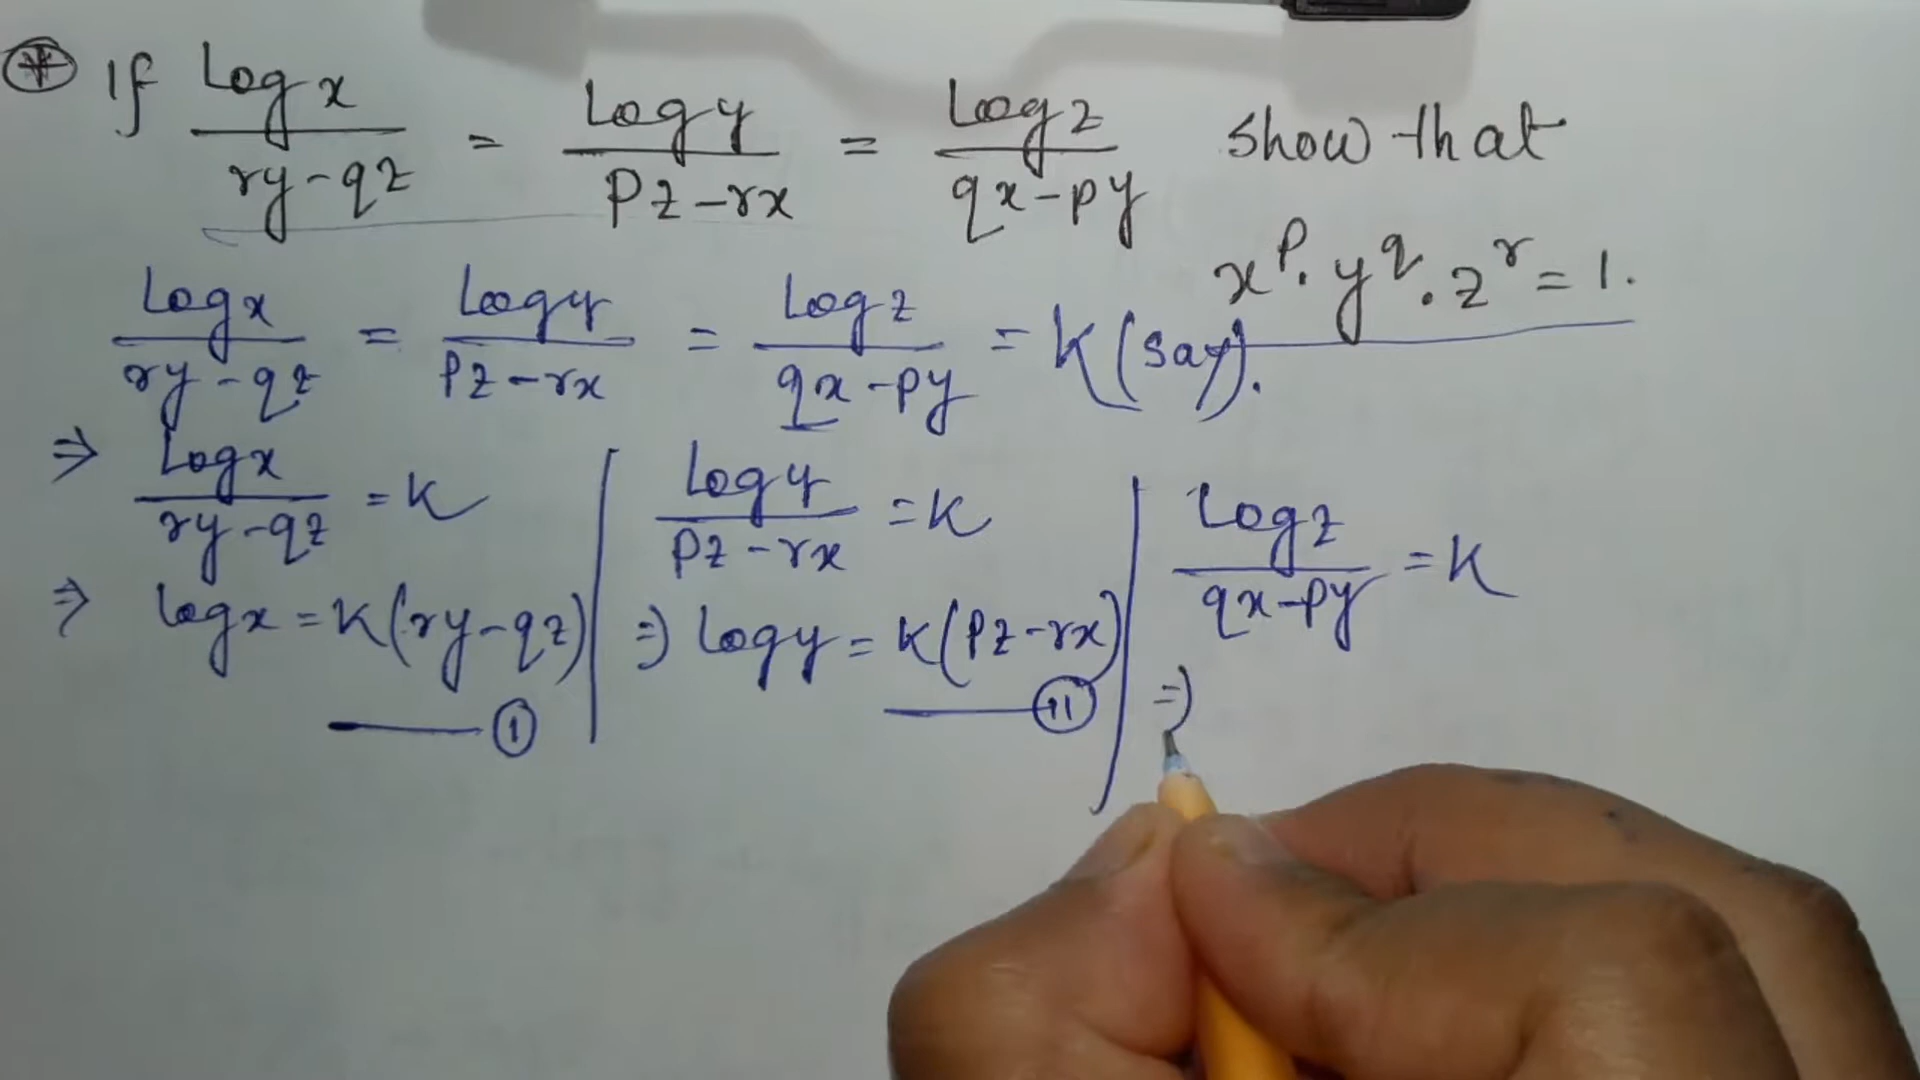 * If Log x / ry - qz = Log y / Pz - rx = Log z / qx - py show that
x^p . y^q . z^r = 1.
Log x / ry - qz = Log y / Pz - rx = Log z / qx - py = K (say).
⇒ Log x / ry - qz = K | Log y / Pz - rx = K | Log z / qx - py = K
⇒ log x = K(ry - qz) | ⇒ Log y = K(Pz - rx) | ⇒
—— (I) —— (II)